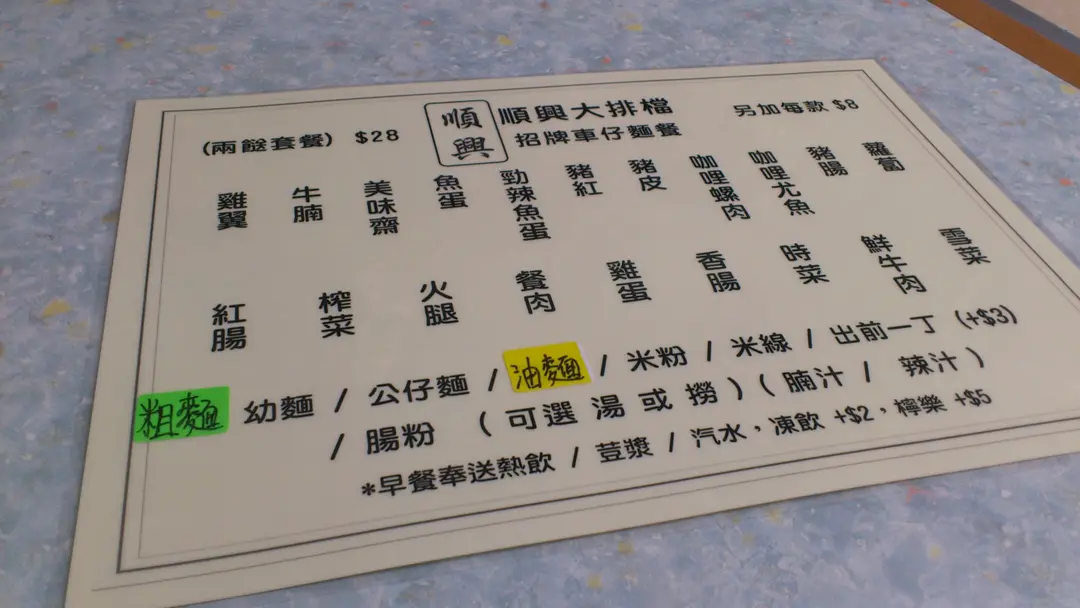 順興
順興大排檔
招牌車仔麵餐
(兩餸套餐) $28
另加每款 $8
雞翼
牛腩
美味齋
魚蛋
勁辣魚蛋
豬紅
豬皮
咖哩螺肉
咖哩尤魚
豬腸
蘿蔔
紅腸
榨菜
火腿
餐肉
雞蛋
香腸
時菜
鮮牛肉
雪菜
粗麵 幼麵 / 公仔麵 / 油麵 / 米粉 / 米線 / 出前一丁 (+$3)
/ 腸粉 (可選湯或撈) (腩汁 / 辣汁)
*早餐奉送熱飲 / 荳漿 / 汽水，凍飲 +$2，檸樂 +$5